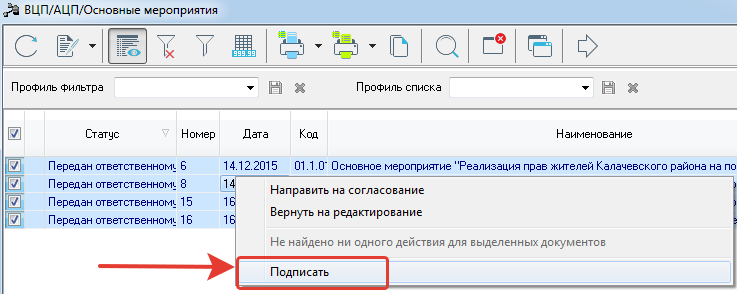 ВЦП/АЦП/Основные мероприятия
Профиль фильтра Профиль списка
Статус Номер Дата Код Наименование
Передан ответственному 6 14.12.2015 01.1.01 Основное мероприятие "Реализация прав жителей Калачевского района на по
Передан ответственному 8 14
Передан ответственному 15 16
Передан ответственному 16 16
Направить на согласование
Вернуть на редактирование
Не найдено ни одного действия для выделенных документов
Подписать